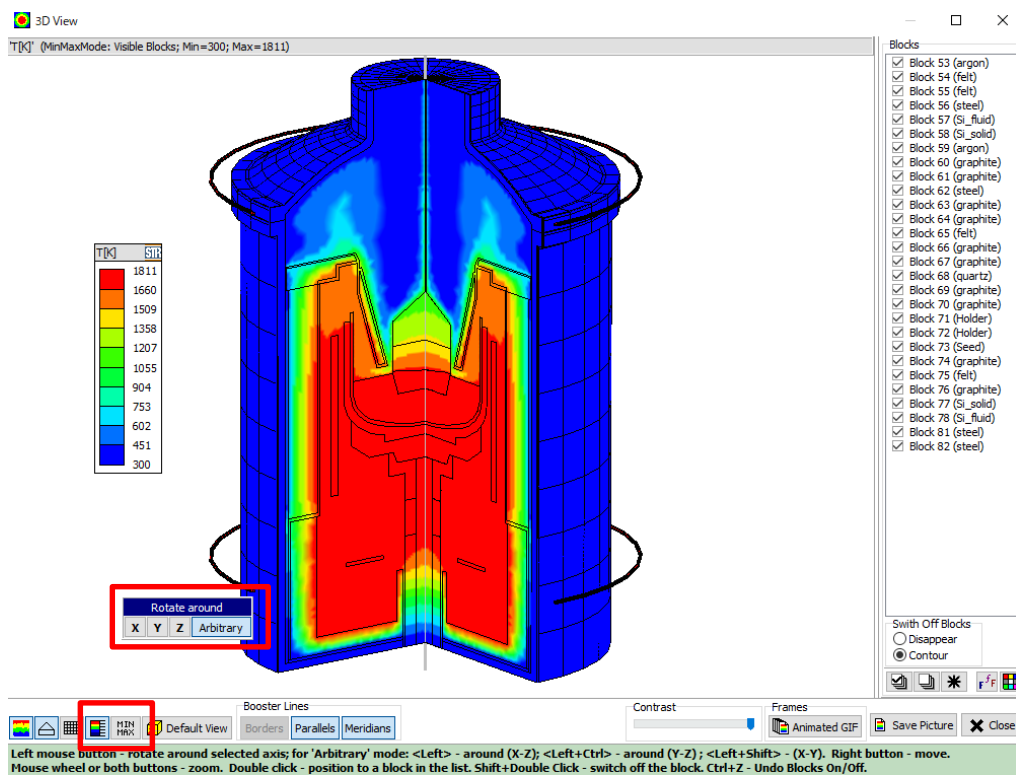 3D View
'T[K]' (MinMaxMode: Visible Blocks; Min=300; Max=1811)
Blocks
Block 53 (argon)
Block 54 (felt)
Block 55 (felt)
Block 56 (steel)
Block 57 (Si_fluid)
Block 58 (Si_solid)
Block 59 (argon)
Block 60 (graphite)
Block 61 (graphite)
Block 62 (steel)
Block 63 (graphite)
Block 64 (graphite)
Block 65 (felt)
Block 66 (graphite)
Block 67 (graphite)
Block 68 (quartz)
Block 69 (graphite)
Block 70 (graphite)
Block 71 (Holder)
Block 72 (Holder)
Block 73 (Seed)
Block 74 (graphite)
Block 75 (felt)
Block 76 (graphite)
Block 77 (Si_solid)
Block 78 (Si_fluid)
Block 81 (steel)
Block 82 (steel)
T[K] STR
1811
1660
1509
1358
1207
1055
904
753
602
451
300
Rotate around
X Y Z Arbitrary
Swith Off Blocks
Disappear
Contour
F f F
Booster Lines
Contrast
Frames
MIN MAX
Default View
Borders
Parallels
Meridians
Animated GIF
Save Picture
Close
Left mouse button - rotate around selected axis; for 'Arbitrary' mode: <Left> - around (X-Z); <Left+Ctrl> - around (Y-Z) ; <Left+Shift> - (X-Y). Right button - move.
Mouse wheel or both buttons - zoom. Double click - position to a block in the list. Shift+Double Click - switch off the block. Ctrl+Z - Undo Blocks On/Off.